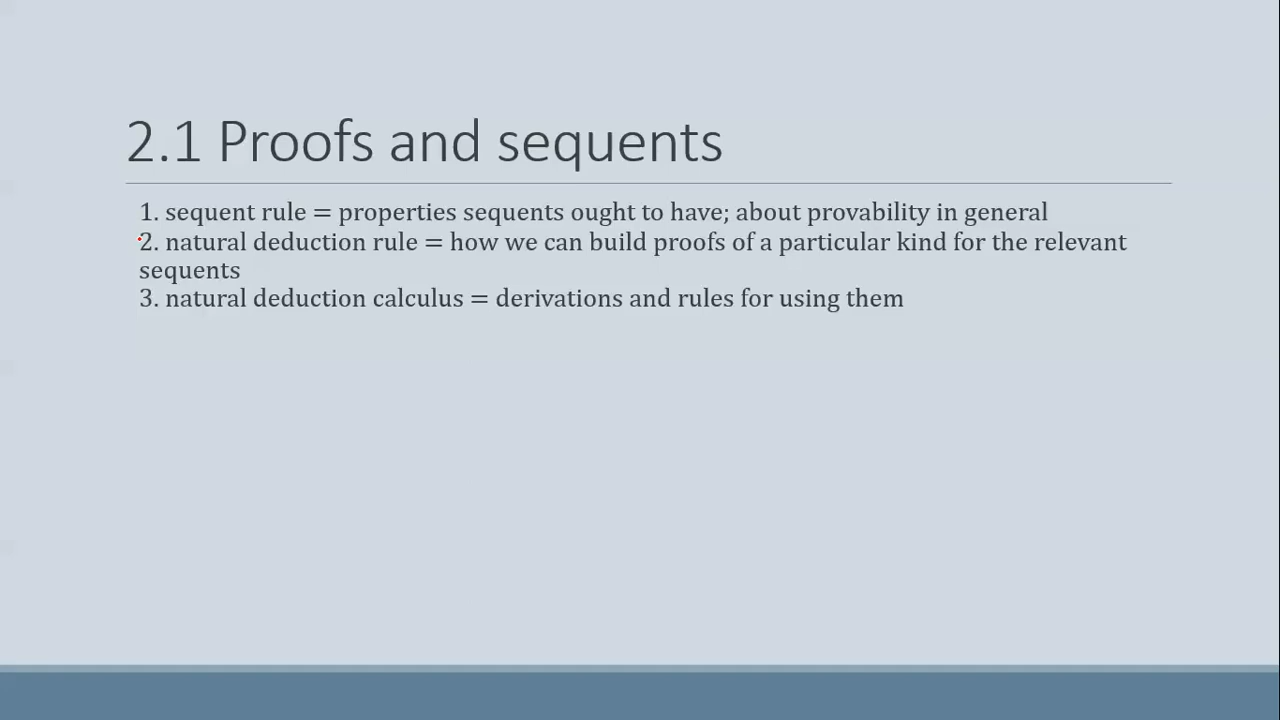 2.1 Proofs and sequents
1. sequent rule = properties sequents ought to have; about provability in general
2. natural deduction rule = how we can build proofs of a particular kind for the relevant
sequents
3. natural deduction calculus = derivations and rules for using them